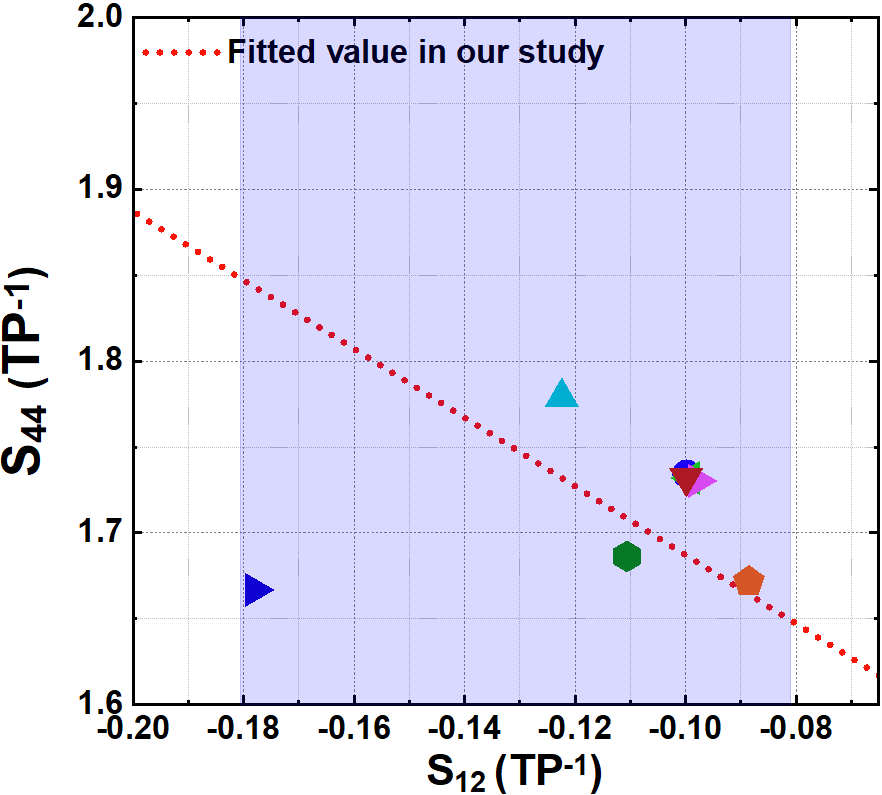 2.0
Fitted value in our study
1.9
1.8
1.7
1.6
S44 (TP-1)
-0.20 -0.18 -0.16 -0.14 -0.12 -0.10 -0.08
S12 (TP-1)